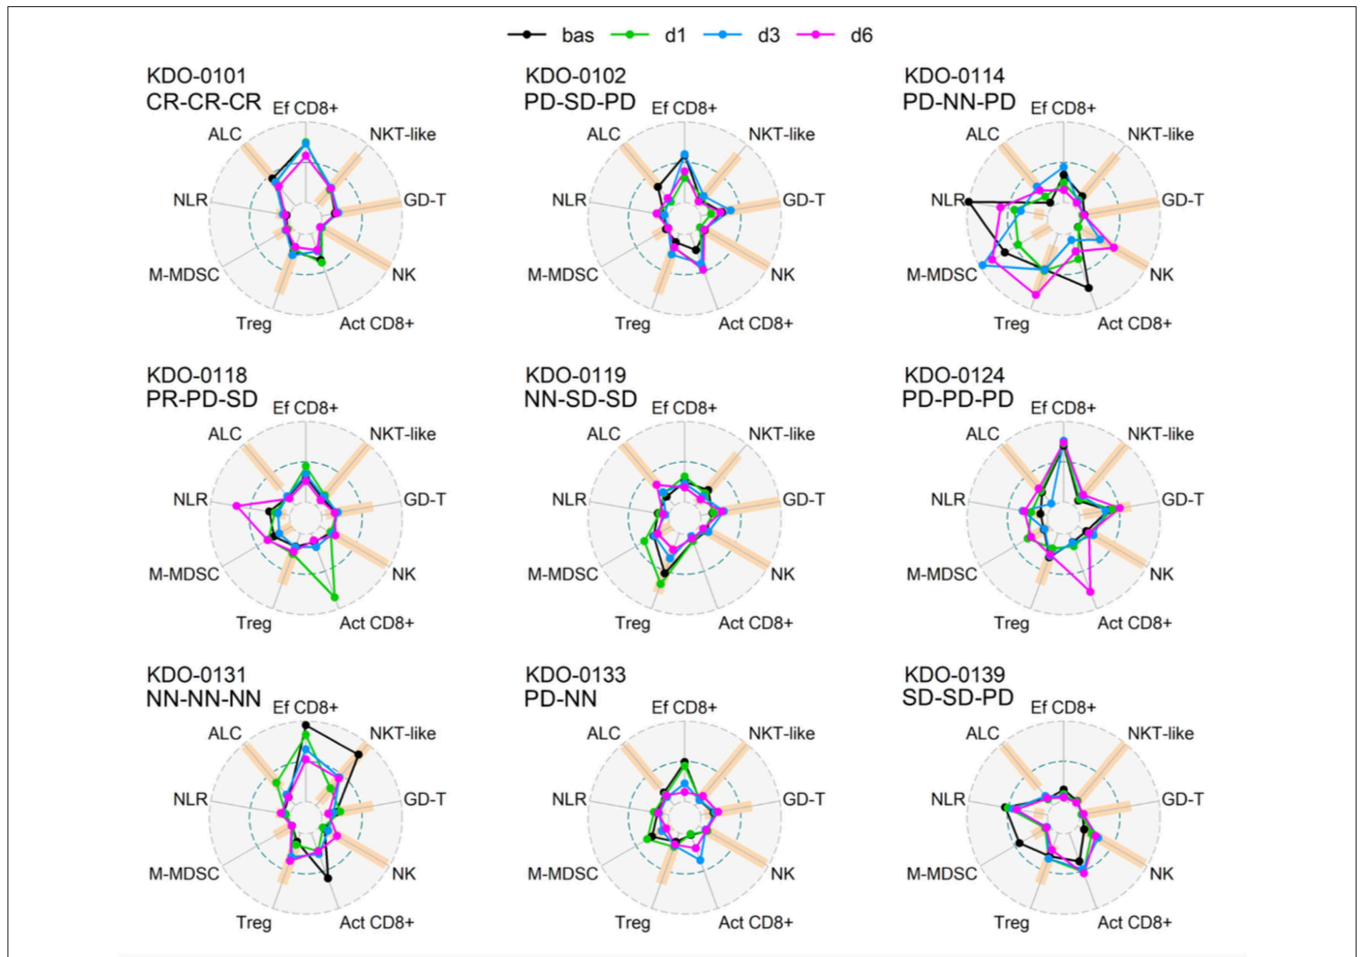 bas d1 d3 d6
KDO-0101
CR-CR-CR
Ef CD8+
ALC
NKT-like
NLR
GD-T
M-MDSC
NK
Treg
Act CD8+
KDO-0102
PD-SD-PD
Ef CD8+
ALC
NKT-like
NLR
GD-T
M-MDSC
NK
Treg
Act CD8+
KDO-0114
PD-NN-PD
Ef CD8+
ALC
NKT-like
NLR
GD-T
M-MDSC
NK
Treg
Act CD8+
KDO-0118
PR-PD-SD
Ef CD8+
ALC
NKT-like
NLR
GD-T
M-MDSC
NK
Treg
Act CD8+
KDO-0119
NN-SD-SD
Ef CD8+
ALC
NKT-like
NLR
GD-T
M-MDSC
NK
Treg
Act CD8+
KDO-0124
PD-PD-PD
Ef CD8+
ALC
NKT-like
NLR
GD-T
M-MDSC
NK
Treg
Act CD8+
KDO-0131
NN-NN-NN
Ef CD8+
ALC
NKT-like
NLR
GD-T
M-MDSC
NK
Treg
Act CD8+
KDO-0133
PD-NN
Ef CD8+
ALC
NKT-like
NLR
GD-T
M-MDSC
NK
Treg
Act CD8+
KDO-0139
SD-SD-PD
Ef CD8+
ALC
NKT-like
NLR
GD-T
M-MDSC
NK
Treg
Act CD8+